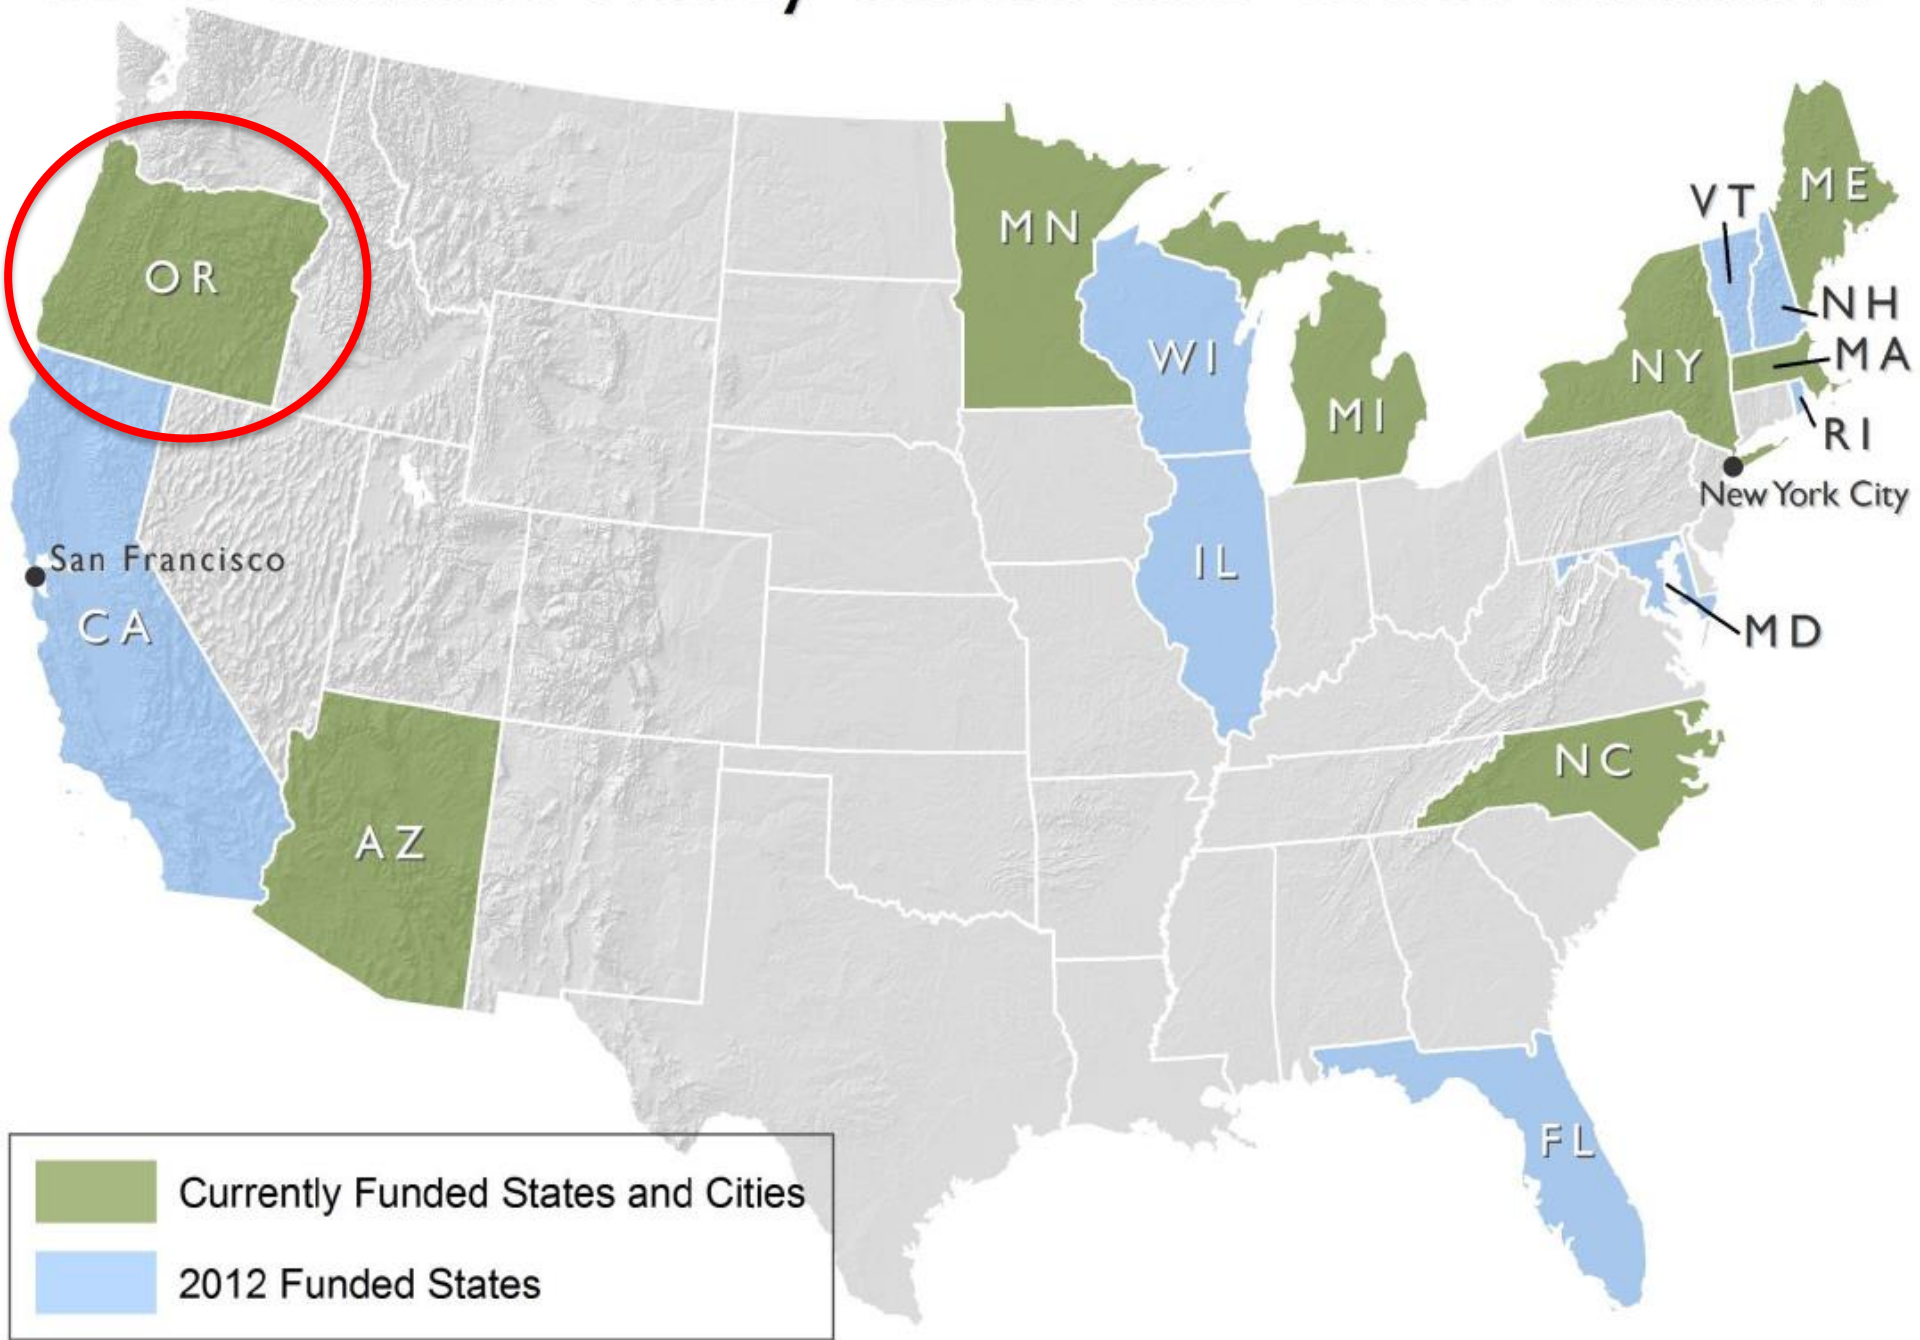 OR
MN
VT
ME
NH
MA
WI
NY
MI
RI
New York City
San Francisco
IL
CA
MD
NC
AZ
FL
Currently Funded States and Cities
2012 Funded States